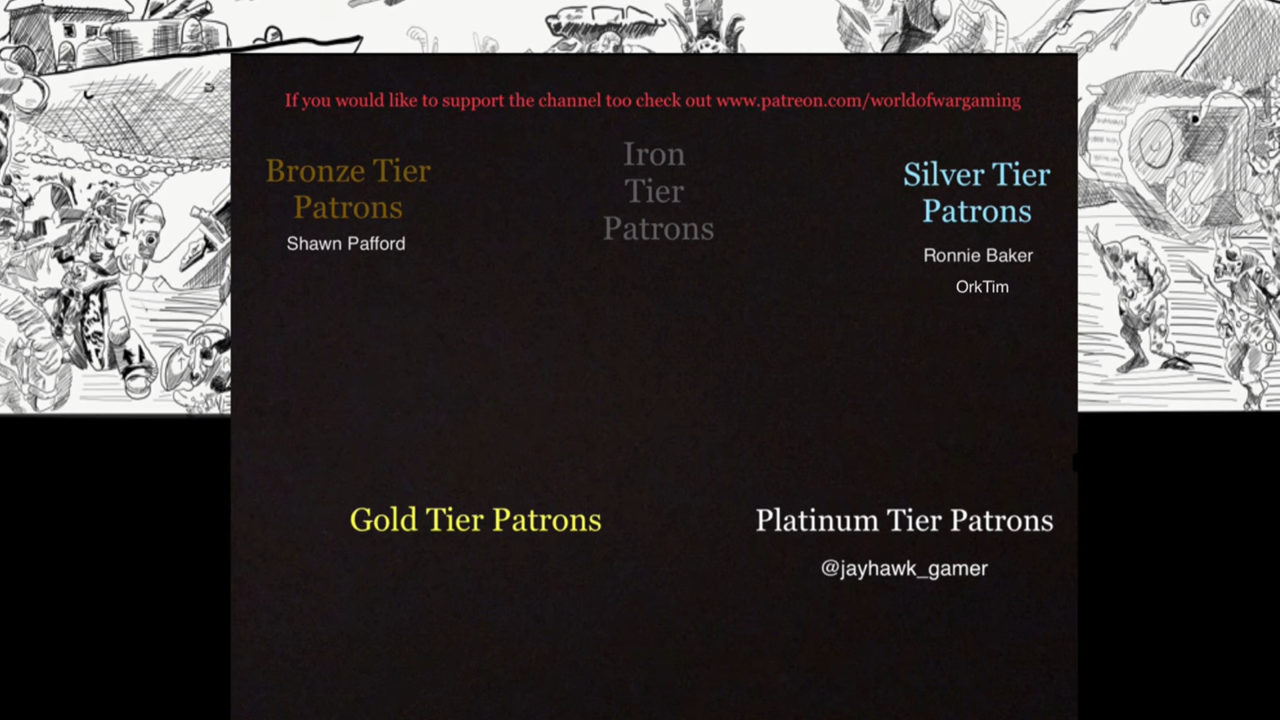 If you would like to support the channel too check out www.patreon.com/worldofwargaming
Bronze Tier
Patrons
Shawn Pafford
Iron
Tier
Patrons
Silver Tier
Patrons
Ronnie Baker
OrkTim
Gold Tier Patrons
Platinum Tier Patrons
@jayhawk_gamer